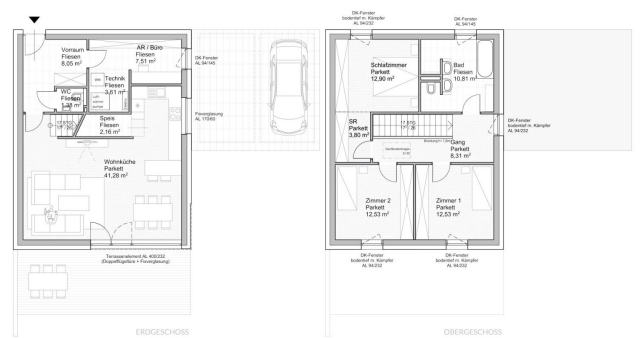 Vorraum
Fliesen
8,05 m²
AR / Büro
Fliesen
7,51 m²
DK-Fenster
AL 94/145
Technik
Fliesen
3,61 m²
WC
Fliesen
Speis
Fliesen
2,16 m²
17 STG
Fixverglasung
AL 170/60
Wohnküche
Parkett
41,28 m²
Terrassenelement AL 400/232
(Doppelflügeltüre + Fixverglasung)
ERDGESCHOSS
DK-Fenster
bodentief m. Kämpfer
AL 94/232
DK-Fenster
AL 94/145
Schlafzimmer
Parkett
12,90 m²
Bad
Fliesen
10,81 m²
SR
Parkett
3,80 m²
17 STG
Gang
Parkett
8,31 m²
DK-Fenster
bodentief m. Kämpfer
AL 94/232
Zimmer 2
Parkett
12,53 m²
Zimmer 1
Parkett
12,53 m²
DK-Fenster
bodentief m. Kämpfer
AL 94/232
DK-Fenster
bodentief m. Kämpfer
AL 94/232
OBERGESCHOSS